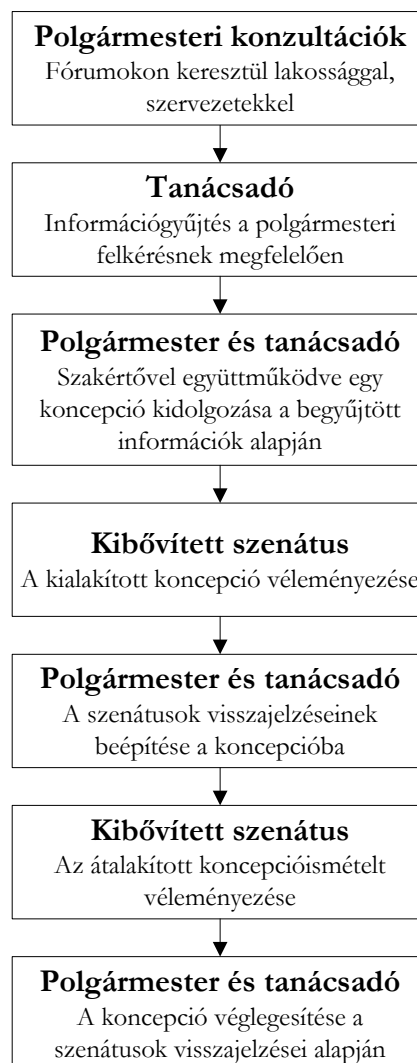 Polgármesteri konzultációk
Fórumokon keresztül lakossággal,
szervezetekkel
Tanácsadó
Információgyűjtés a polgármesteri
felkérésnek megfelelően
Polgármester és tanácsadó
Szakértővel együttműködve egy
koncepció kidolgozása a begyűjtött
információk alapján
Kibővített szenátus
A kialakított koncepció véleményezése
Polgármester és tanácsadó
A szenátusok visszajelzéseinek
beépítése a koncepcióba
Kibővített szenátus
Az átalakított koncepcióismételt
véleményezése
Polgármester és tanácsadó
A koncepció véglegesítése a
szenátusok visszajelzései alapján